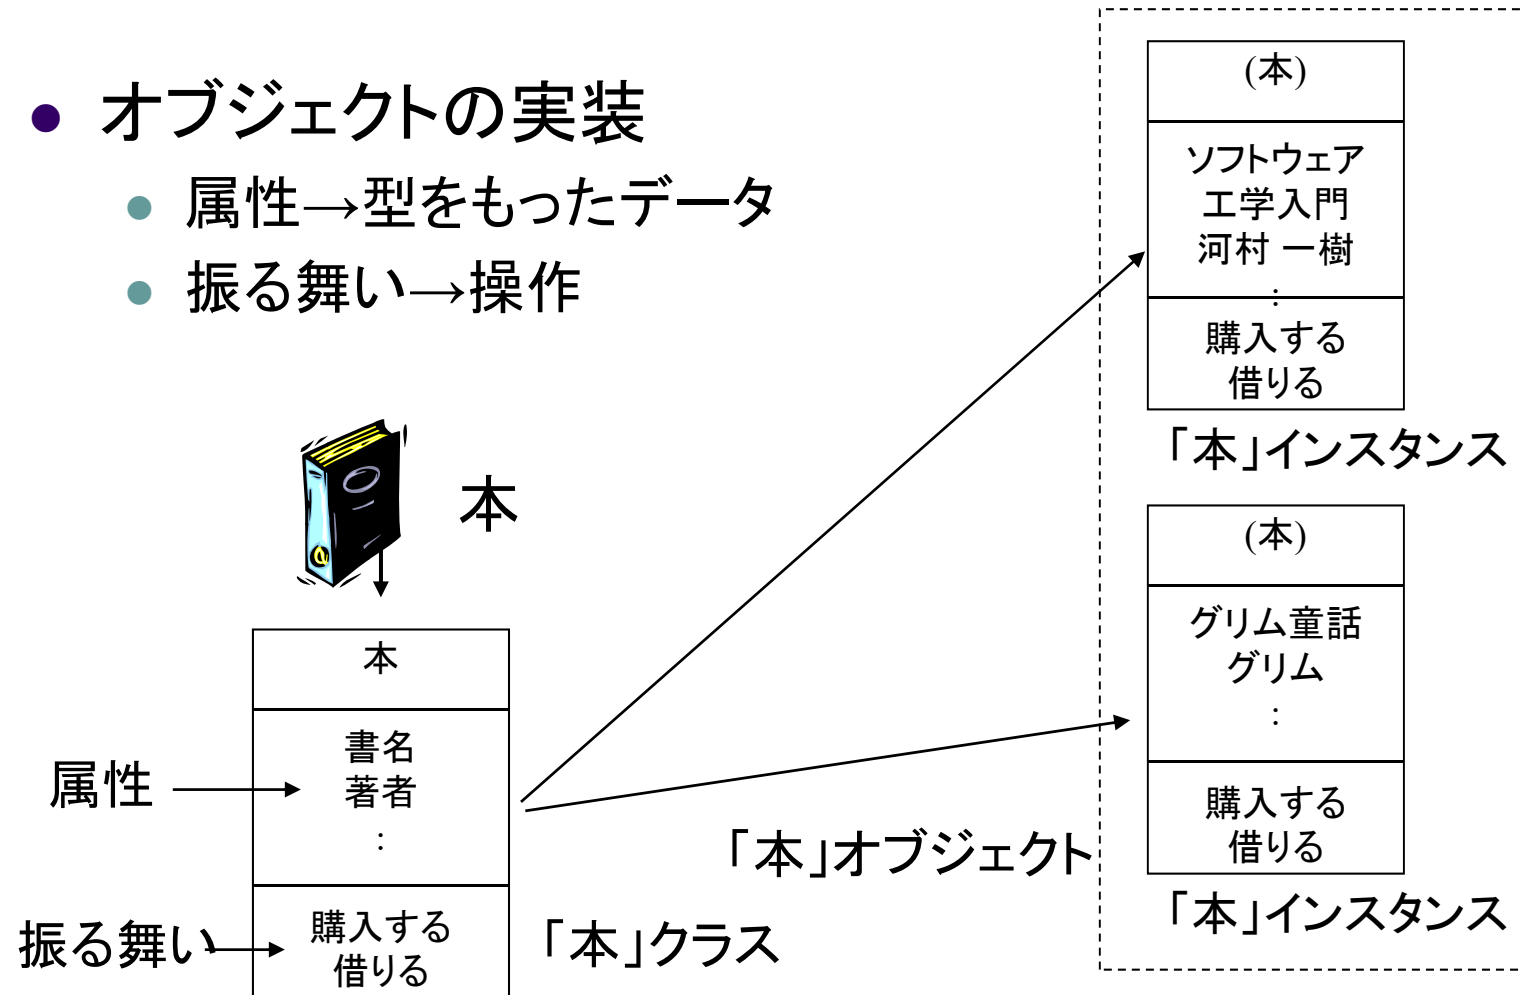 オブジェクトの実装
属性→型をもったデータ
振る舞い→操作
本
本
書名
著者
:
購入する
借りる
属性
振る舞い
「本」クラス
「本」オブジェクト
(本)
ソフトウェア
工学入門
河村 一樹
:
購入する
借りる
「本」インスタンス
(本)
グリム童話
グリム
:
購入する
借りる
「本」インスタンス